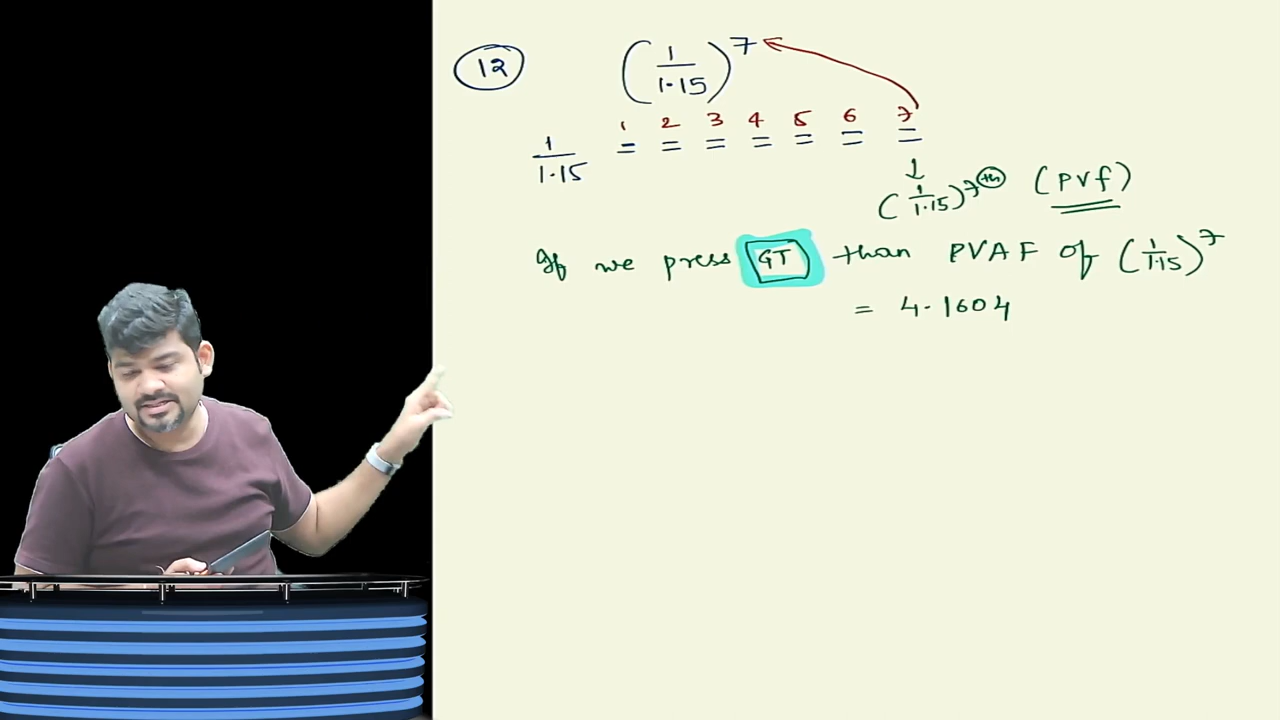 12 (1/1.15)^7
1 2 3 4 5 6 7
1/1.15 = = = = = = =
↓
(1/1.15)^7th (PVf)
If we press GT than PVAF of (1/1.15)^7
= 4.1604